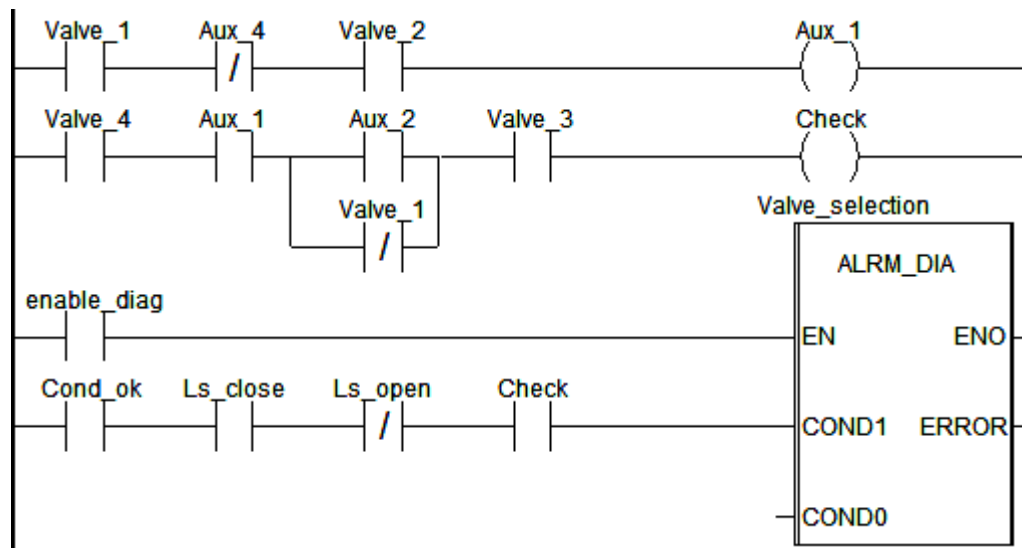 Valve_1 Aux_4 Valve_2 Aux_1
Valve_4 Aux_1 Aux_2 Valve_3 Check
Valve_1 Valve_selection
ALRM_DIA
enable_diag
EN ENO
Cond_ok Ls_close Ls_open Check
COND1 ERROR
COND0